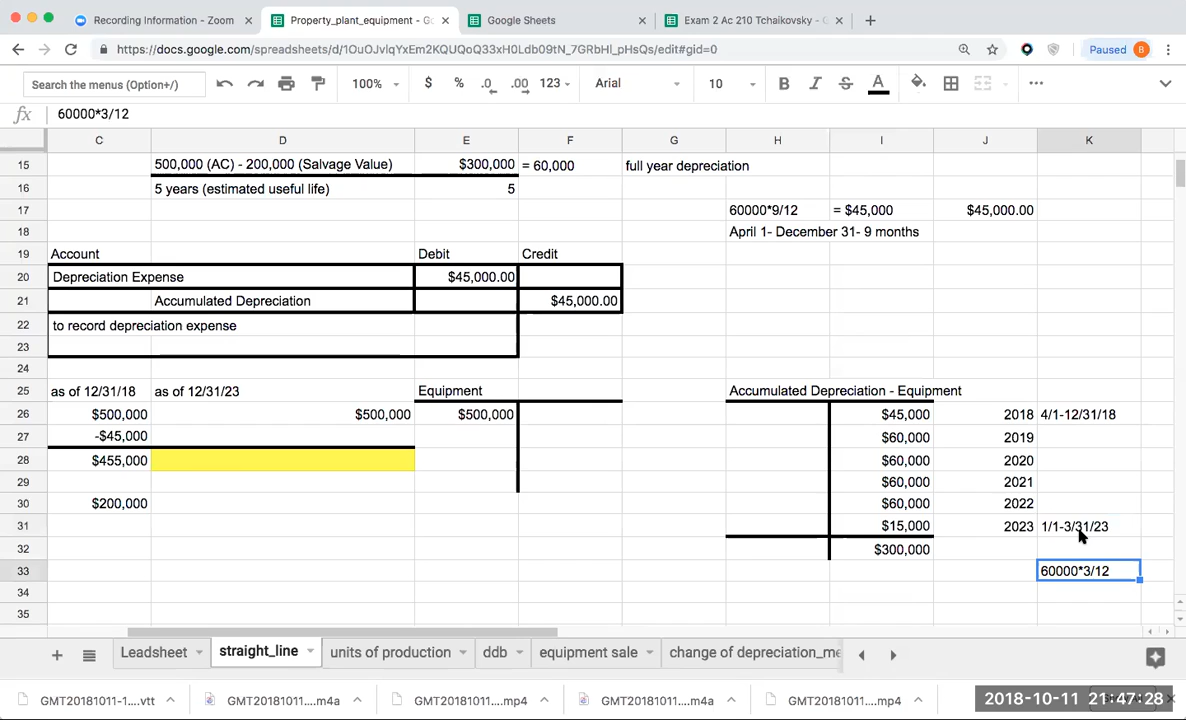 Recording Information - Zoom
Property_plant_equipment - Go
Google Sheets
Exam 2 Ac 210 Tchaikovsky - G
https://docs.google.com/spreadsheets/d/1OuOJvlqYxEm2KQUQoQ33xH0Ldb09tN_7GRbHl_pHsQs/edit#gid=0
Paused B
Search the menus (Option+/) 100% $ % .0 .00 123 Arial 10 B I S A
fx 60000*3/12
C D E F G H I J K
15 500,000 (AC) - 200,000 (Salvage Value) $300,000 = 60,000 full year depreciation
16 5 years (estimated useful life) 5
17 60000*9/12 = $45,000 $45,000.00
18 April 1- December 31- 9 months
19 Account Debit Credit
20 Depreciation Expense $45,000.00
21 Accumulated Depreciation $45,000.00
22 to record depreciation expense
23
24
25 as of 12/31/18 as of 12/31/23 Equipment Accumulated Depreciation - Equipment
26 $500,000 $500,000 $500,000 $45,000 2018 4/1-12/31/18
27 -$45,000 $60,000 2019
28 $455,000 $60,000 2020
29 $60,000 2021
30 $200,000 $60,000 2022
31 $15,000 2023 1/1-3/31/23
32 $300,000
33 60000*3/12
34
35
Leadsheet straight_line units of production ddb equipment sale change of depreciation_me
GMT20181011-1....vtt GMT20181011....m4a GMT20181011....mp4 GMT20181011....m4a GMT20181011....mp4
2018-10-11 21:47:28